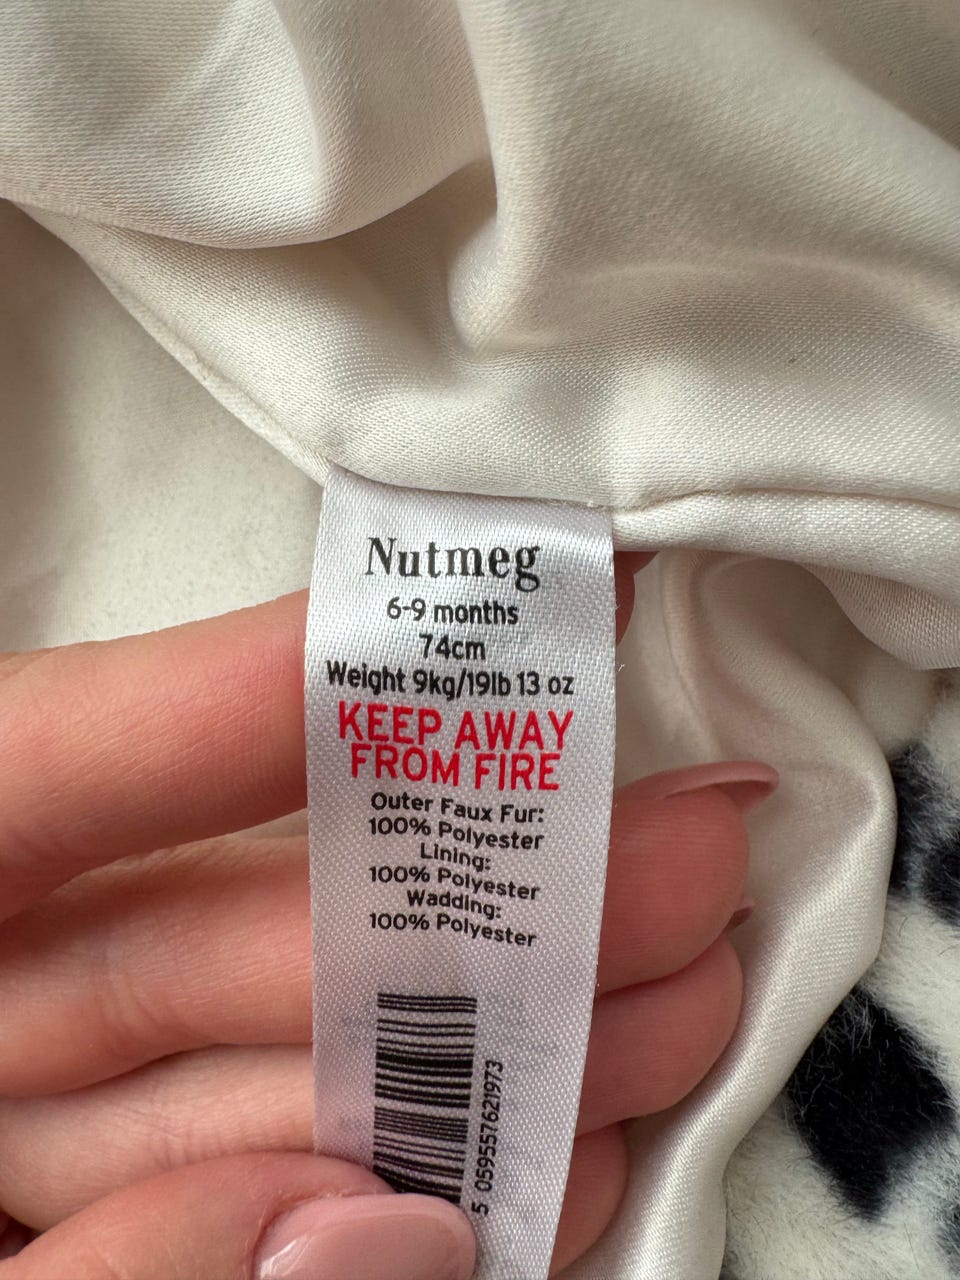 Nutmeg
6-9 months
74cm
Weight 9kg/19lb 13 oz
KEEP AWAY
FROM FIRE
Outer Faux Fur:
100% Polyester
Lining:
100% Polyester
Wadding:
100% Polyester
5 059557621973